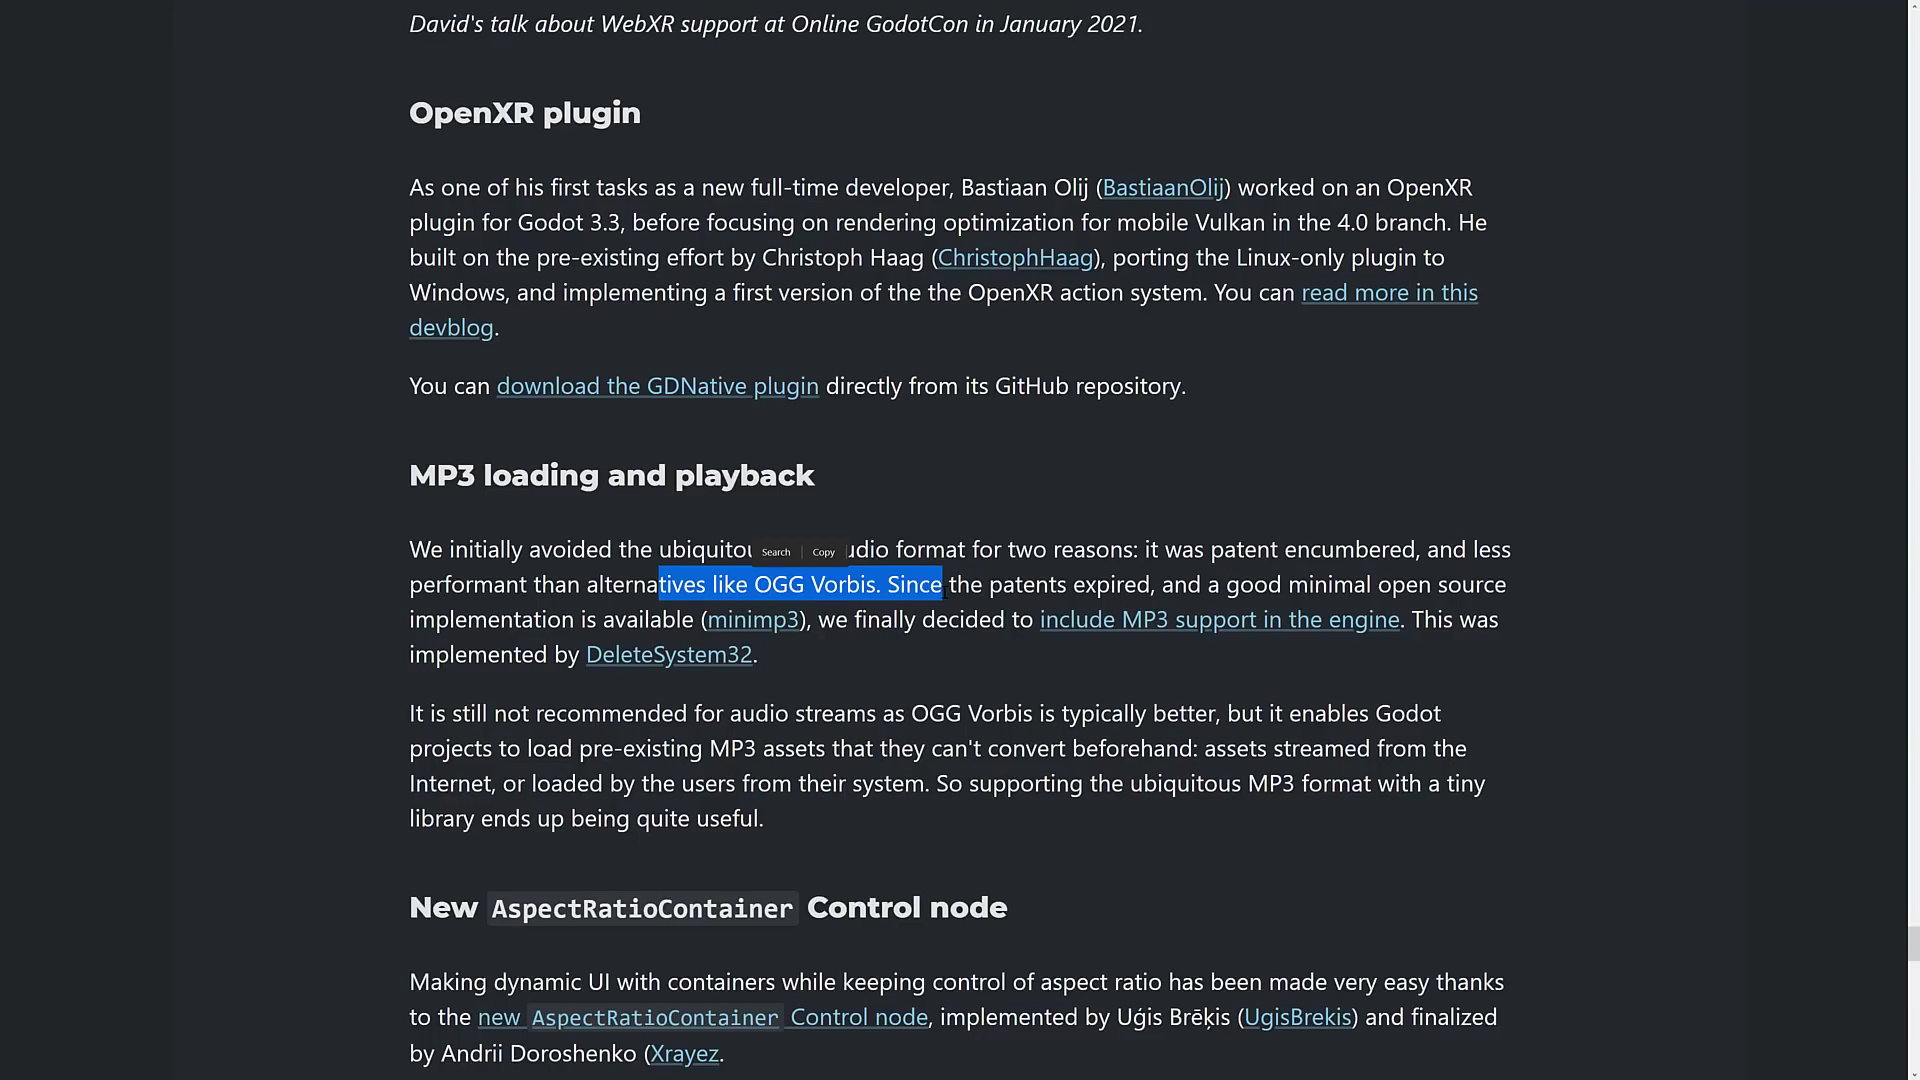 David's talk about WebXR support at Online GodotCon in January 2021.
OpenXR plugin
As one of his first tasks as a new full-time developer, Bastiaan Olij (BastiaanOlij) worked on an OpenXR
plugin for Godot 3.3, before focusing on rendering optimization for mobile Vulkan in the 4.0 branch. He
built on the pre-existing effort by Christoph Haag (ChristophHaag), porting the Linux-only plugin to
Windows, and implementing a first version of the the OpenXR action system. You can read more in this
devblog.
You can download the GDNative plugin directly from its GitHub repository.
MP3 loading and playback
We initially avoided the Search Copy format for two reasons: it was patent encumbered, and less
performant than alternatives like OGG Vorbis. Since the patents expired, and a good minimal open source
implementation is available (minimp3), we finally decided to include MP3 support in the engine. This was
implemented by DeleteSystem32.
It is still not recommended for audio streams as OGG Vorbis is typically better, but it enables Godot
projects to load pre-existing MP3 assets that they can't convert beforehand: assets streamed from the
Internet, or loaded by the users from their system. So supporting the ubiquitous MP3 format with a tiny
library ends up being quite useful.
New AspectRatioContainer Control node
Making dynamic UI with containers while keeping control of aspect ratio has been made very easy thanks
to the new AspectRatioContainer Control node, implemented by Uģis Brēķis (UgisBrekis) and finalized
by Andrii Doroshenko (Xrayez.